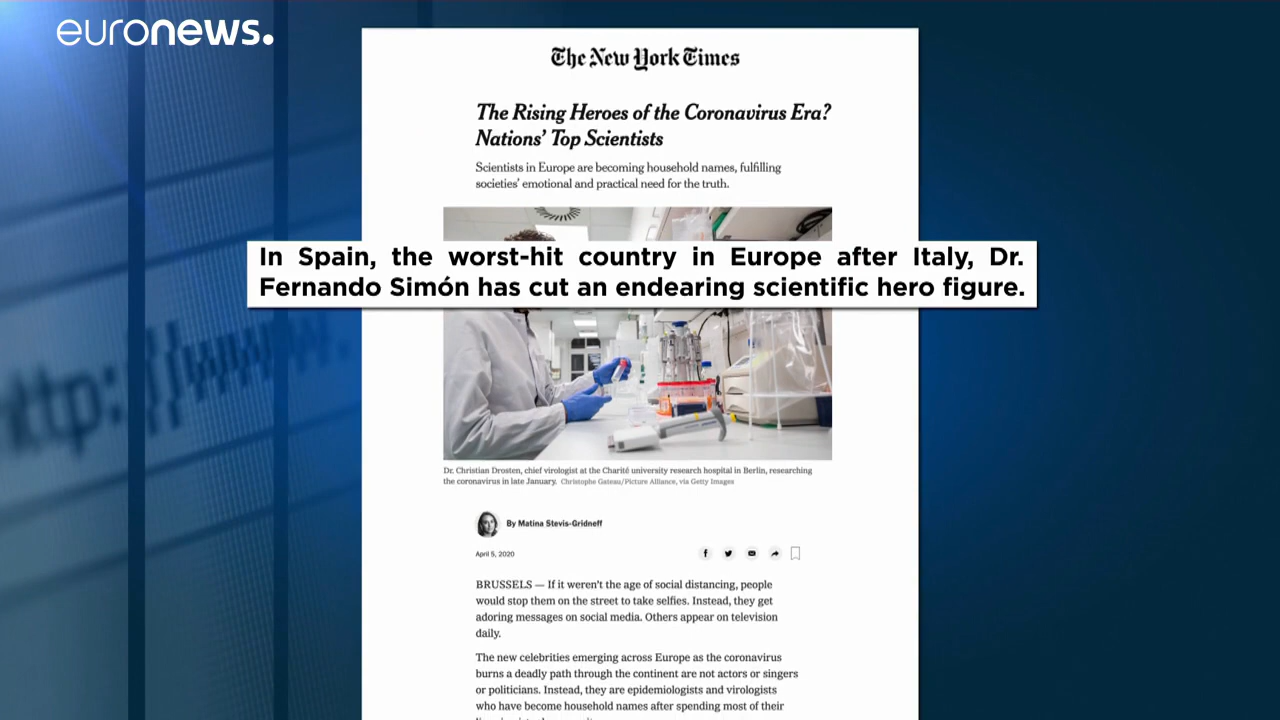 euronews.
The New York Times
The Rising Heroes of the Coronavirus Era?
Nations' Top Scientists
Scientists in Europe are becoming household names, fulfilling
societies' emotional and practical need for the truth.
In Spain, the worst-hit country in Europe after Italy, Dr.
Fernando Simón has cut an endearing scientific hero figure.
http://www.
Dr. Christian Drosten, chief virologist at the Charité university research hospital in Berlin, researching
the coronavirus in late January. Christophe Gateau/Picture Alliance, via Getty Images
By Matina Stevis-Gridneff
April 5, 2020
BRUSSELS — If it weren't the age of social distancing, people
would stop them on the street to take selfies. Instead, they get
adoring messages on social media. Others appear on television
daily.
The new celebrities emerging across Europe as the coronavirus
burns a deadly path through the continent are not actors or singers
or politicians. Instead, they are epidemiologists and virologists
who have become household names after spending most of their